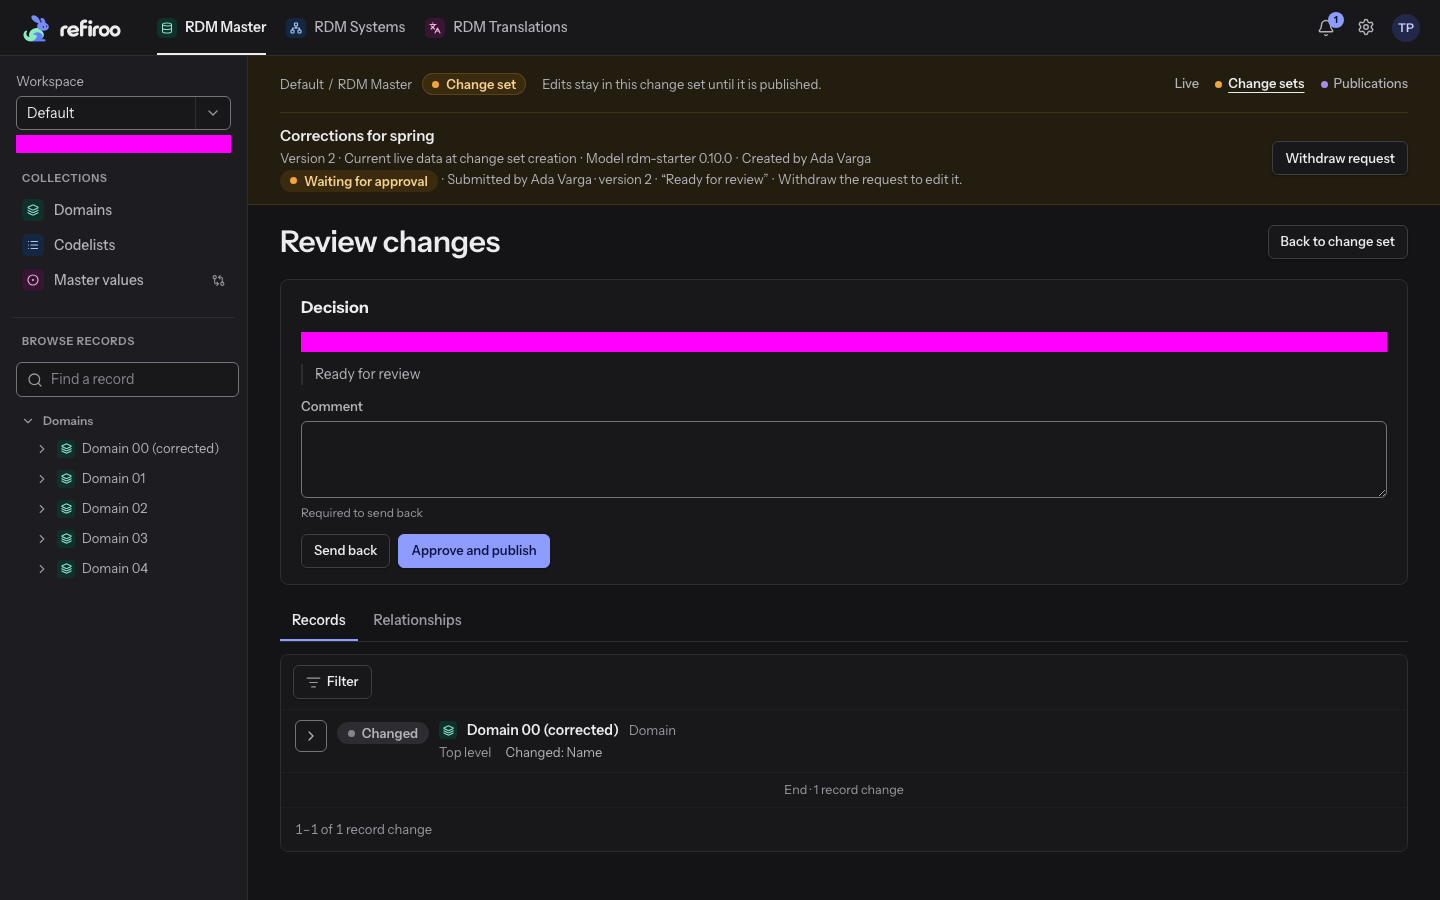 refiroo
RDM Master
RDM Systems
RDM Translations
1
TP
Workspace
Default
COLLECTIONS
Domains
Codelists
Master values
BROWSE RECORDS
Find a record
Domains
Domain 00 (corrected)
Domain 01
Domain 02
Domain 03
Domain 04
Default / RDM Master
Change set
Edits stay in this change set until it is published.
Live
Change sets
Publications
Corrections for spring
Version 2 · Current live data at change set creation · Model rdm-starter 0.10.0 · Created by Ada Varga
Waiting for approval · Submitted by Ada Varga · version 2 · “Ready for review” · Withdraw the request to edit it.
Withdraw request
Review changes
Back to change set
Decision
Ready for review
Comment
Required to send back
Send back
Approve and publish
Records
Relationships
Filter
Changed
Domain 00 (corrected) Domain
Top level Changed: Name
End · 1 record change
1–1 of 1 record change